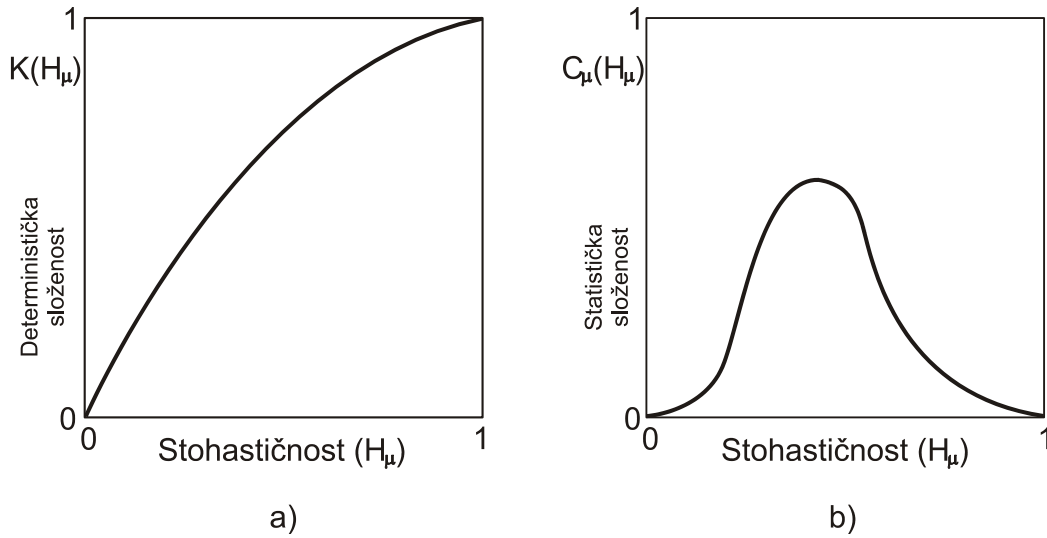 1
K(Hμ)
Deterministička
složenost
0
0
Stohastičnost (Hμ)
1
a)
1
Cμ(Hμ)
Statistička
složenost
0
0
Stohastičnost (Hμ)
1
b)